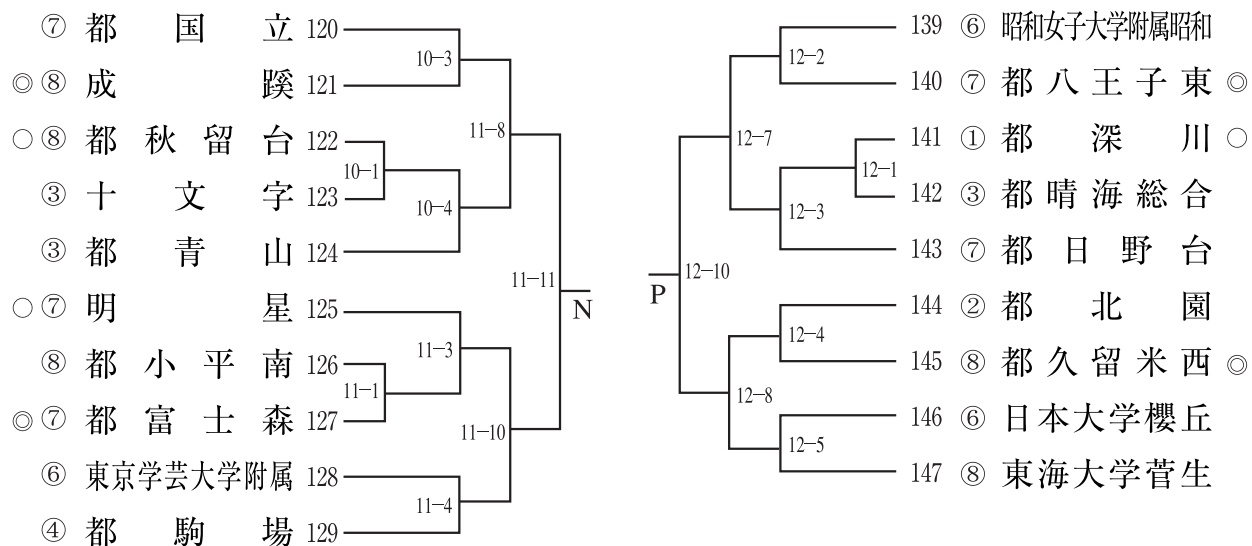 ⑦ 都国立 120
◎ ⑧ 成蹊 121
○ ⑧ 都秋留台 122
③ 十文字 123
③ 都青山 124
○ ⑦ 明星 125
⑧ 都小平南 126
◎ ⑦ 都富士森 127
⑥ 東京学芸大学附属 128
④ 都駒場 129
10−3
10−1
10−4
11−8
11−11
N
11−3
11−1
11−10
11−4
139 ⑥ 昭和女子大学附属昭和
140 ⑦ 都八王子東 ◎
141 ① 都深川 ○
142 ③ 都晴海総合
143 ⑦ 都日野台
144 ② 都北園
145 ⑧ 都久留米西 ◎
146 ⑥ 日本大学櫻丘
147 ⑧ 東海大学菅生
12−2
12−7
12−1
12−3
12−10
P
12−4
12−8
12−5